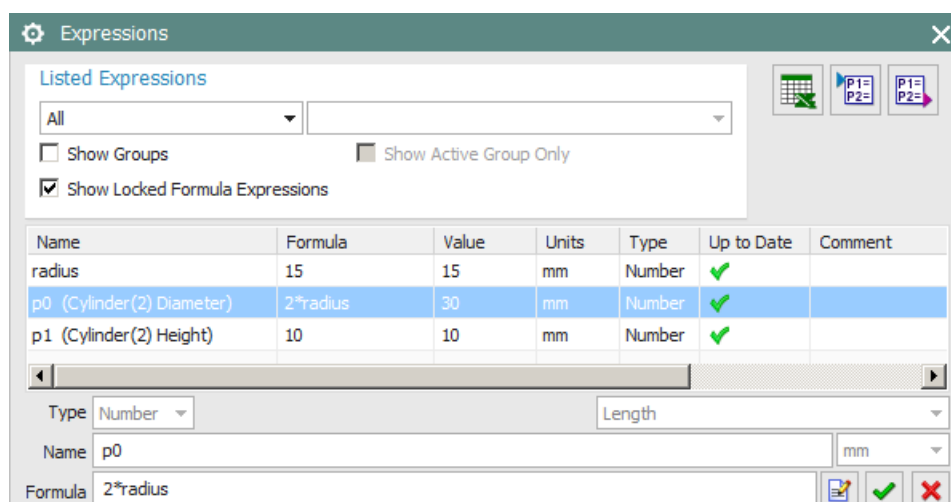 Expressions
Listed Expressions
P1=
P2=
P1=
P2=
All
Show Groups
Show Active Group Only
Show Locked Formula Expressions
Name Formula Value Units Type Up to Date Comment
radius 15 15 mm Number
p0 (Cylinder(2) Diameter) 2*radius 30 mm Number
p1 (Cylinder(2) Height) 10 10 mm Number
Type Number Length
Name p0 mm
Formula 2*radius